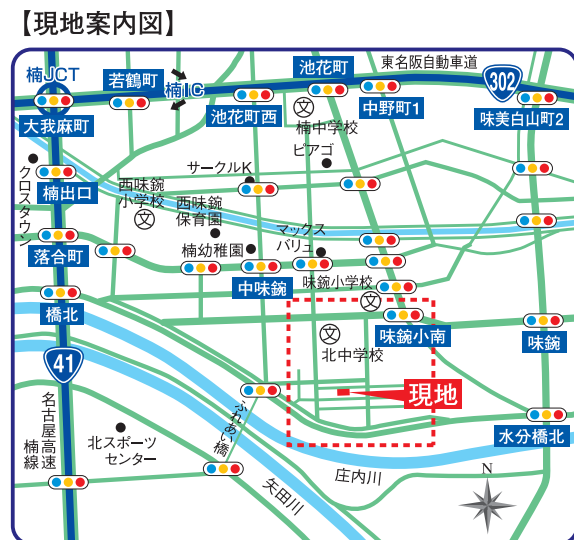 【現地案内図】
楠JCT
若鶴町
楠IC
池花町
東名阪自動車道
302
大我麻町
池花町西
文
楠中学校
中野町1
味美白山町2
ピアゴ
サークルK
クロスタウン
楠出口
西味鋺
小学校
文
西味鋺
保育園
マックス
バリュ
落合町
楠幼稚園
中味鋺
味鋺小学校
文
橋北
文
北中学校
味鋺小南
味鋺
41
現地
名古屋高速
楠線
北スポーツ
センター
ふれあい橋
水分橋北
矢田川
庄内川
N